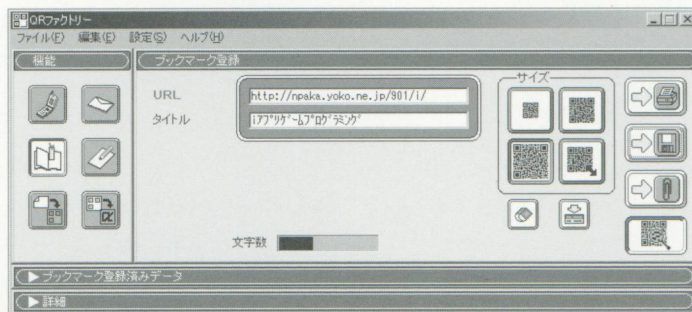 QRファクトリー
ファイル(F) 編集(E) 設定(S) ヘルプ(H)
機能
ブックマーク登録
URL
http://npaka.yoko.ne.jp/901/i/
タイトル
iアプリゲームプログラミング
サイズ
文字数
▶ブックマーク登録済みデータ
▶詳細